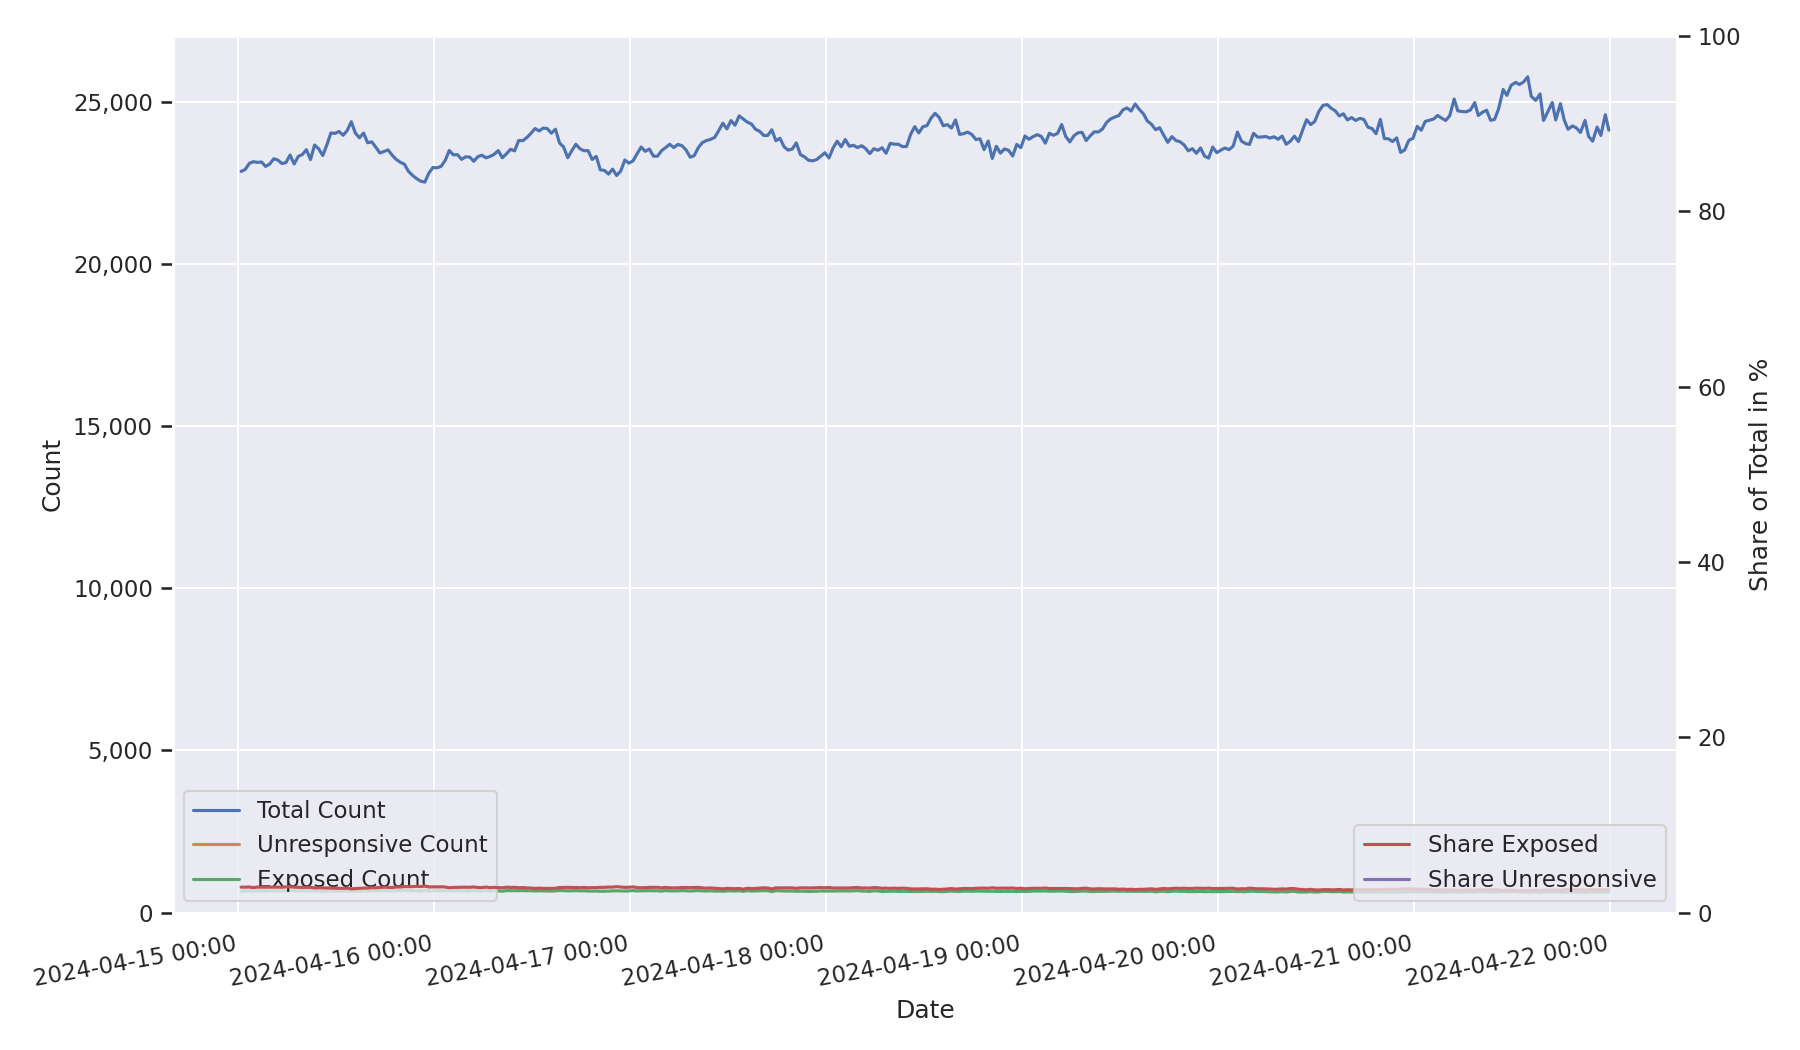 100
25,000
80
20,000
60
15,000
Count
Share of Total in %
40
10,000
20
5,000
Total Count
Unresponsive Count
Exposed Count
Share Exposed
Share Unresponsive
0
0
2024-04-15 00:00
2024-04-16 00:00
2024-04-17 00:00
2024-04-18 00:00
2024-04-19 00:00
2024-04-20 00:00
2024-04-21 00:00
2024-04-22 00:00
Date